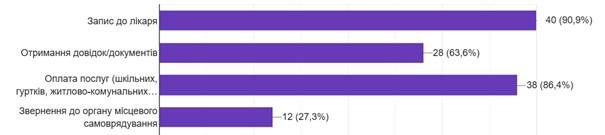 Запис до лікаря
40 (90,9%)
Отримання довідок/документів
28 (63,6%)
Оплата послуг (шкільних,
гуртків, житлово-комунальних…
38 (86,4%)
Звернення до органу місцевого
самоврядування
12 (27,3%)